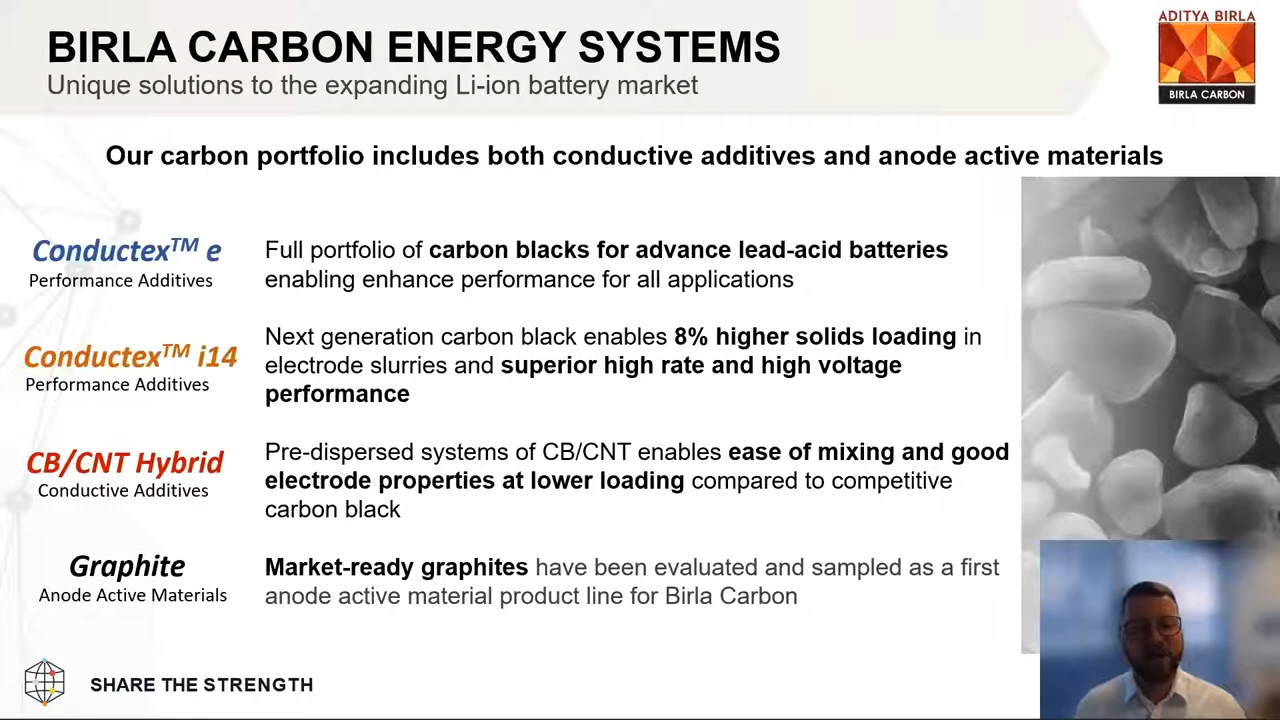 BIRLA CARBON ENERGY SYSTEMS
Unique solutions to the expanding Li-ion battery market
ADITYA BIRLA
BIRLA CARBON
Our carbon portfolio includes both conductive additives and anode active materials
Conductex™ e
Performance Additives
Full portfolio of carbon blacks for advance lead-acid batteries
enabling enhance performance for all applications
Conductex™ i14
Performance Additives
Next generation carbon black enables 8% higher solids loading in
electrode slurries and superior high rate and high voltage
performance
CB/CNT Hybrid
Conductive Additives
Pre-dispersed systems of CB/CNT enables ease of mixing and good
electrode properties at lower loading compared to competitive
carbon black
Graphite
Anode Active Materials
Market-ready graphites have been evaluated and sampled as a first
anode active material product line for Birla Carbon
SHARE THE STRENGTH